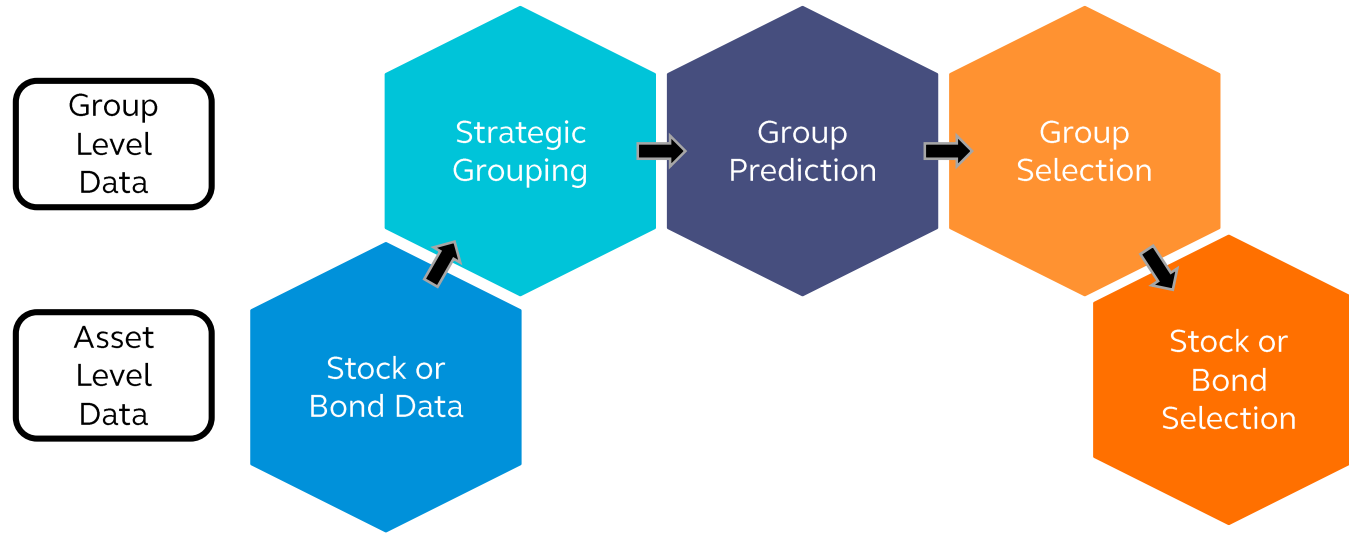 Group
Level
Data
Strategic
Grouping
Group
Prediction
Group
Selection
Asset
Level
Data
Stock or
Bond Data
Stock or
Bond
Selection